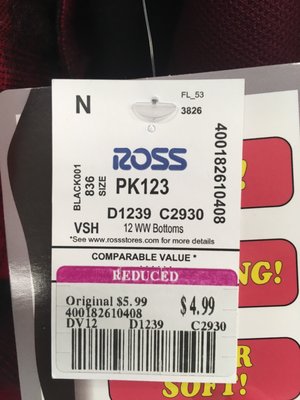 N
FL_53
3826
ROSS
PK123
BLACK001
836
SIZE
400182610408
D1239 C2930
VSH 12 WW Bottoms
*See www.rossstores.com for more details
COMPARABLE VALUE *
REDUCED
Original $5.99 $4.99
400182610408
DV12 D1239 C2930
!
NG!
R
SOFT!